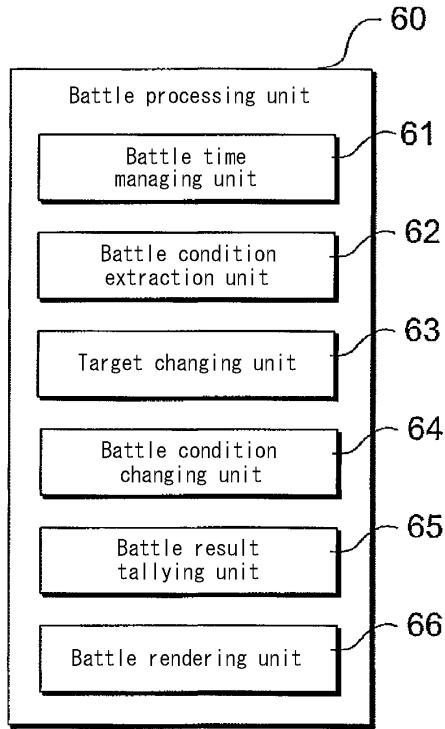 60
Battle processing unit
61
Battle time
managing unit
62
Battle condition
extraction unit
63
Target changing unit
64
Battle condition
changing unit
65
Battle result
tallying unit
66
Battle rendering unit